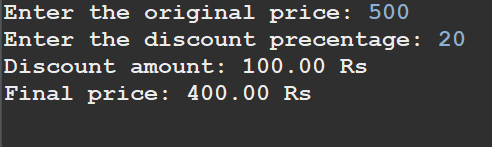 Enter the original price: 500
Enter the discount precentage: 20
Discount amount: 100.00 Rs
Final price: 400.00 Rs